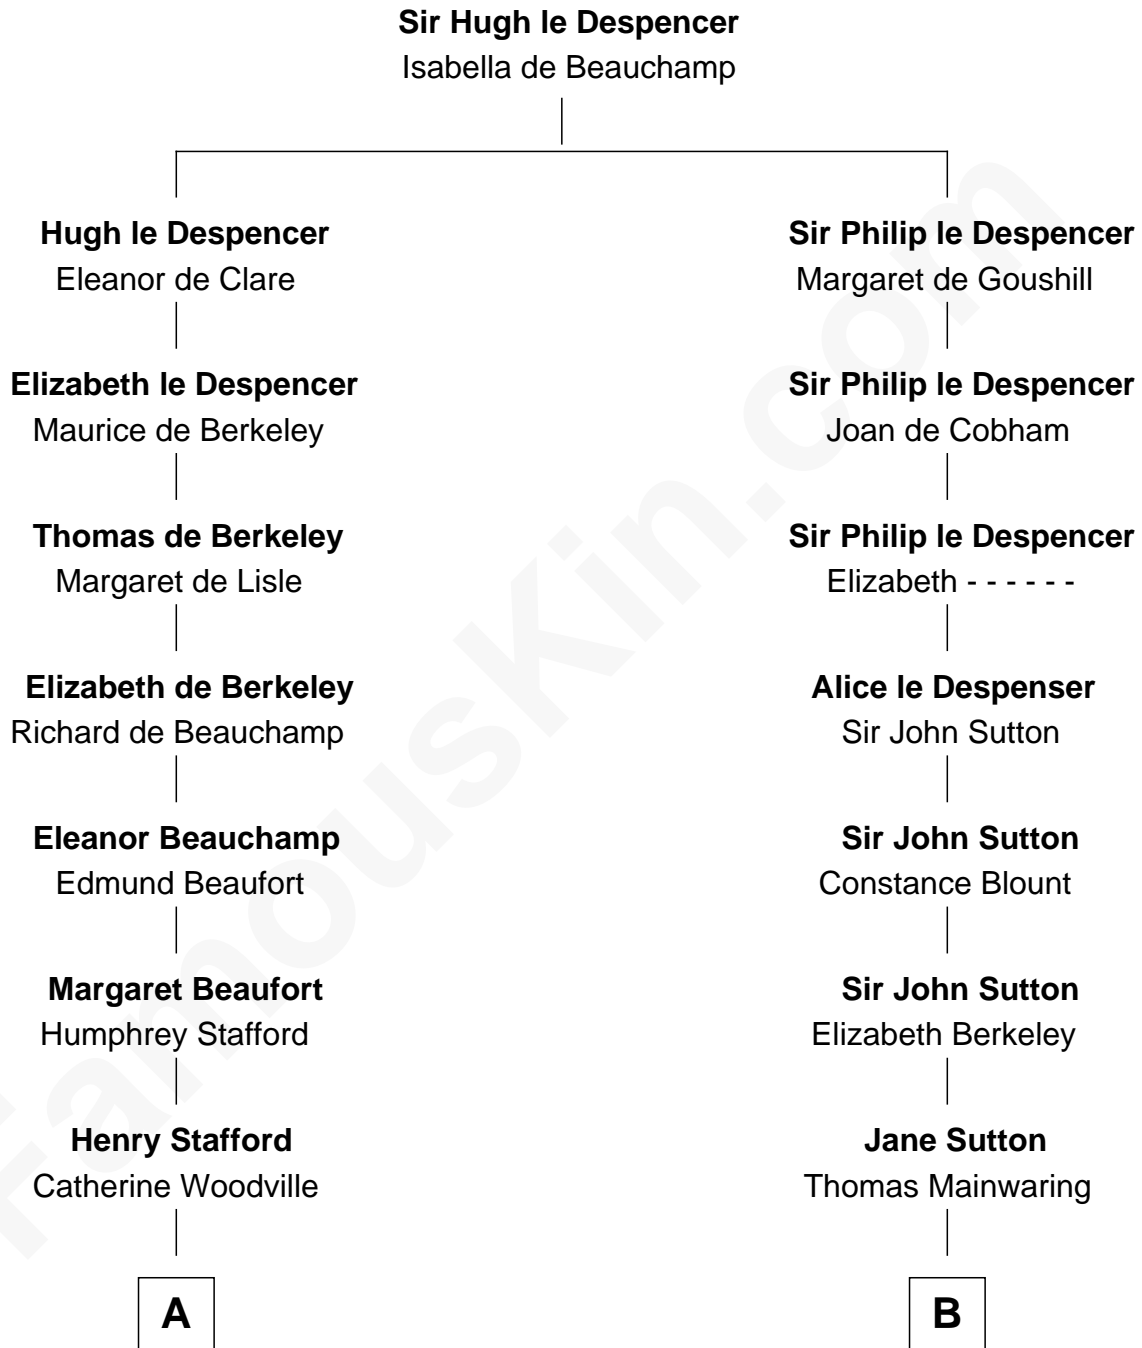 Sir Hugh le Despencer
Isabella de Beauchamp
Hugh le Despencer
Eleanor de Clare
Sir Philip le Despencer
Margaret de Goushill
Elizabeth le Despencer
Maurice de Berkeley
Sir Philip le Despencer
Joan de Cobham
Thomas de Berkeley
Margaret de Lisle
Sir Philip le Despencer
Elizabeth - - - - - -
Elizabeth de Berkeley
Richard de Beauchamp
Alice le Despenser
Sir John Sutton
Eleanor Beauchamp
Edmund Beaufort
Sir John Sutton
Constance Blount
Margaret Beaufort
Humphrey Stafford
Sir John Sutton
Elizabeth Berkeley
Henry Stafford
Catherine Woodville
Jane Sutton
Thomas Mainwaring
A
B
FamousKin.com